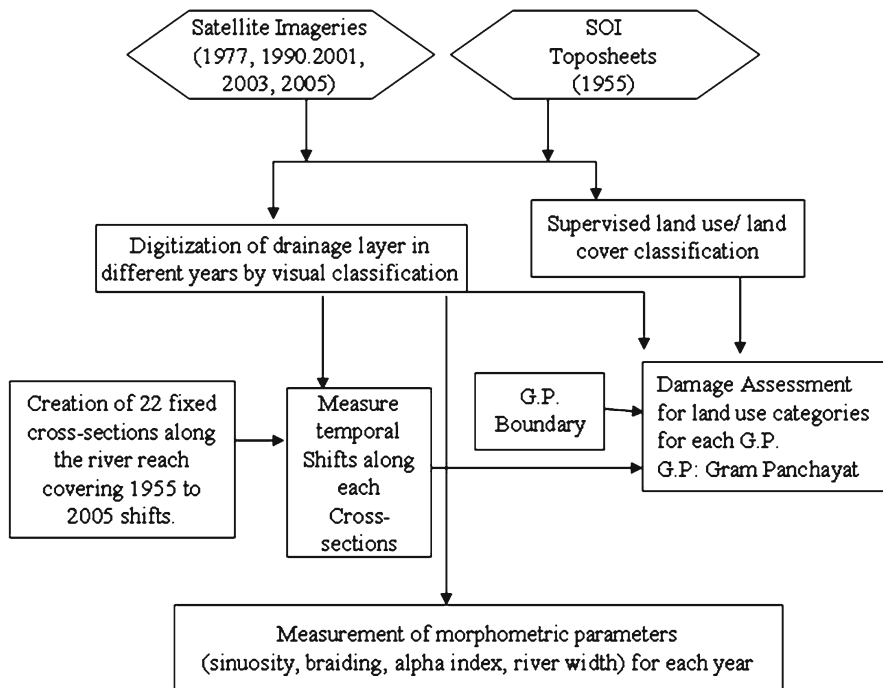 Satellite Imageries
(1977, 1990.2001,
2003, 2005)
SOI
Toposheets
(1955)
Digitization of drainage layer in
different years by visual classification
Supervised land use/ land
cover classification
Creation of 22 fixed
cross-sections along
the river reach
covering 1955 to
2005 shifts.
Measure
temporal
Shifts along
each
Cross-
sections
G.P.
Boundary
Damage Assessment
for land use categories
for each G.P.
G.P: Gram Panchayat
Measurement of morphometric parameters
(sinuosity, braiding, alpha index, river width) for each year